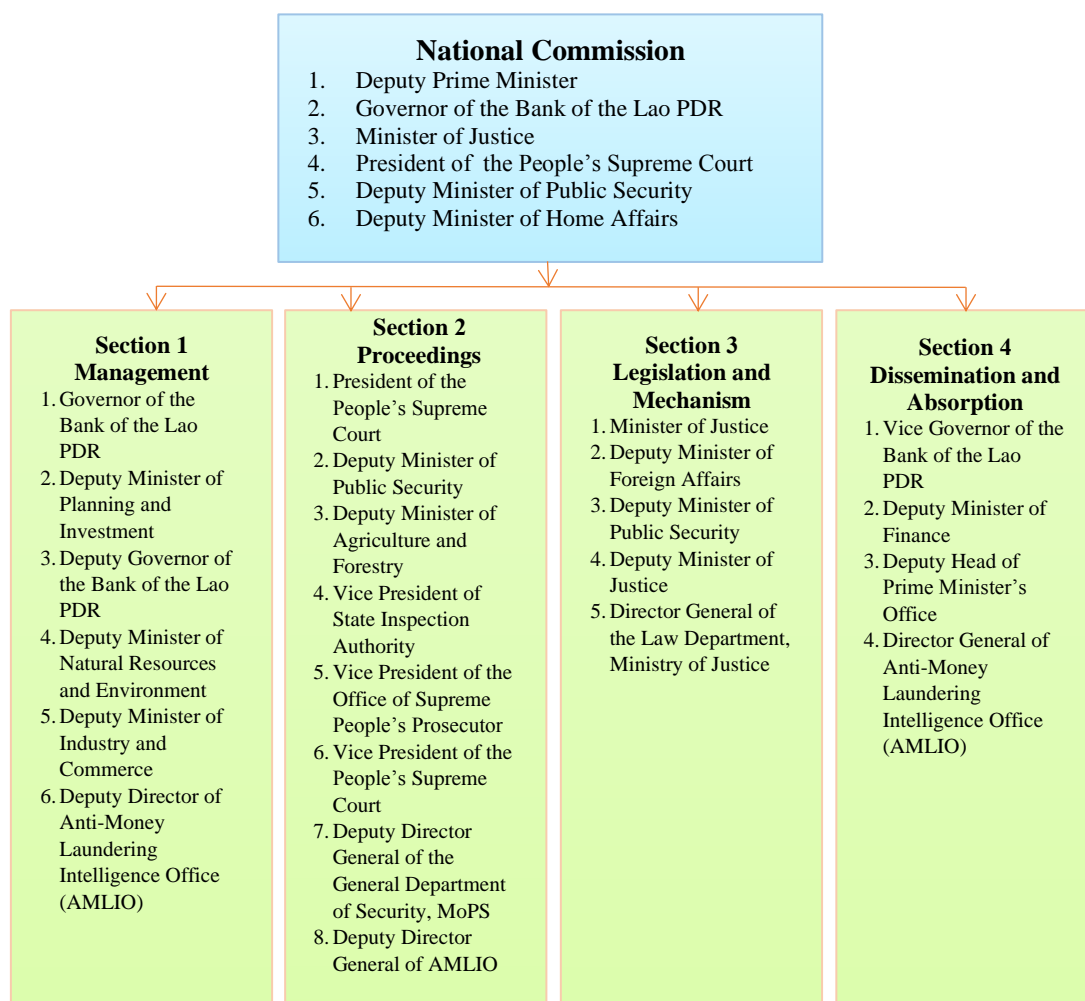 National Commission
1. Deputy Prime Minister
2. Governor of the Bank of the Lao PDR
3. Minister of Justice
4. President of the People’s Supreme Court
5. Deputy Minister of Public Security
6. Deputy Minister of Home Affairs
Section 1
Management
1. Governor of the
Bank of the Lao
PDR
2. Deputy Minister of
Planning and
Investment
3. Deputy Governor of
the Bank of the Lao
PDR
4. Deputy Minister of
Natural Resources
and Environment
5. Deputy Minister of
Industry and
Commerce
6. Deputy Director of
Anti-Money
Laundering
Intelligence Office
(AMLIO)
Section 2
Proceedings
1. President of the
People’s Supreme
Court
2. Deputy Minister of
Public Security
3. Deputy Minister of
Agriculture and
Forestry
4. Vice President of
State Inspection
Authority
5. Vice President of the
Office of Supreme
People’s Prosecutor
6. Vice President of the
People’s Supreme
Court
7. Deputy Director
General of the
General Department
of Security, MoPS
8. Deputy Director
General of AMLIO
Section 3
Legislation and
Mechanism
1. Minister of Justice
2. Deputy Minister of
Foreign Affairs
3. Deputy Minister of
Public Security
4. Deputy Minister of
Justice
5. Director General of
the Law Department,
Ministry of Justice
Section 4
Dissemination and
Absorption
1. Vice Governor of the
Bank of the Lao
PDR
2. Deputy Minister of
Finance
3. Deputy Head of
Prime Minister’s
Office
4. Director General of
Anti-Money
Laundering
Intelligence Office
(AMLIO)